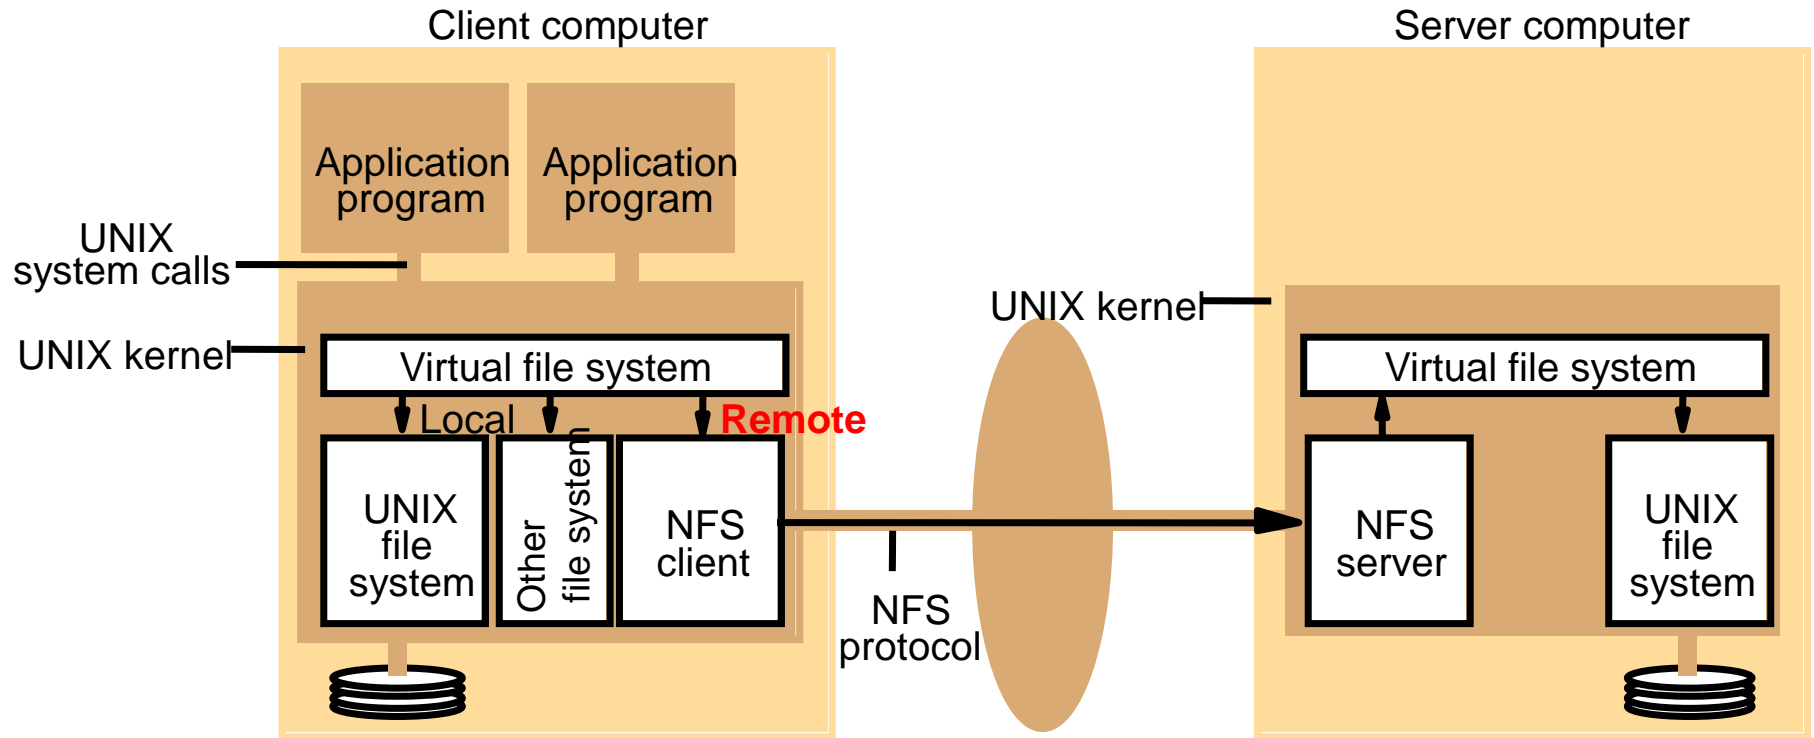 Client computer
Server computer
Application
program
Application
program
UNIX
system calls
UNIX kernel
Virtual file system
Local
Remote
UNIX
file
system
Other
file system
NFS
client
NFS
protocol
UNIX kernel
Virtual file system
NFS
server
UNIX
file
system